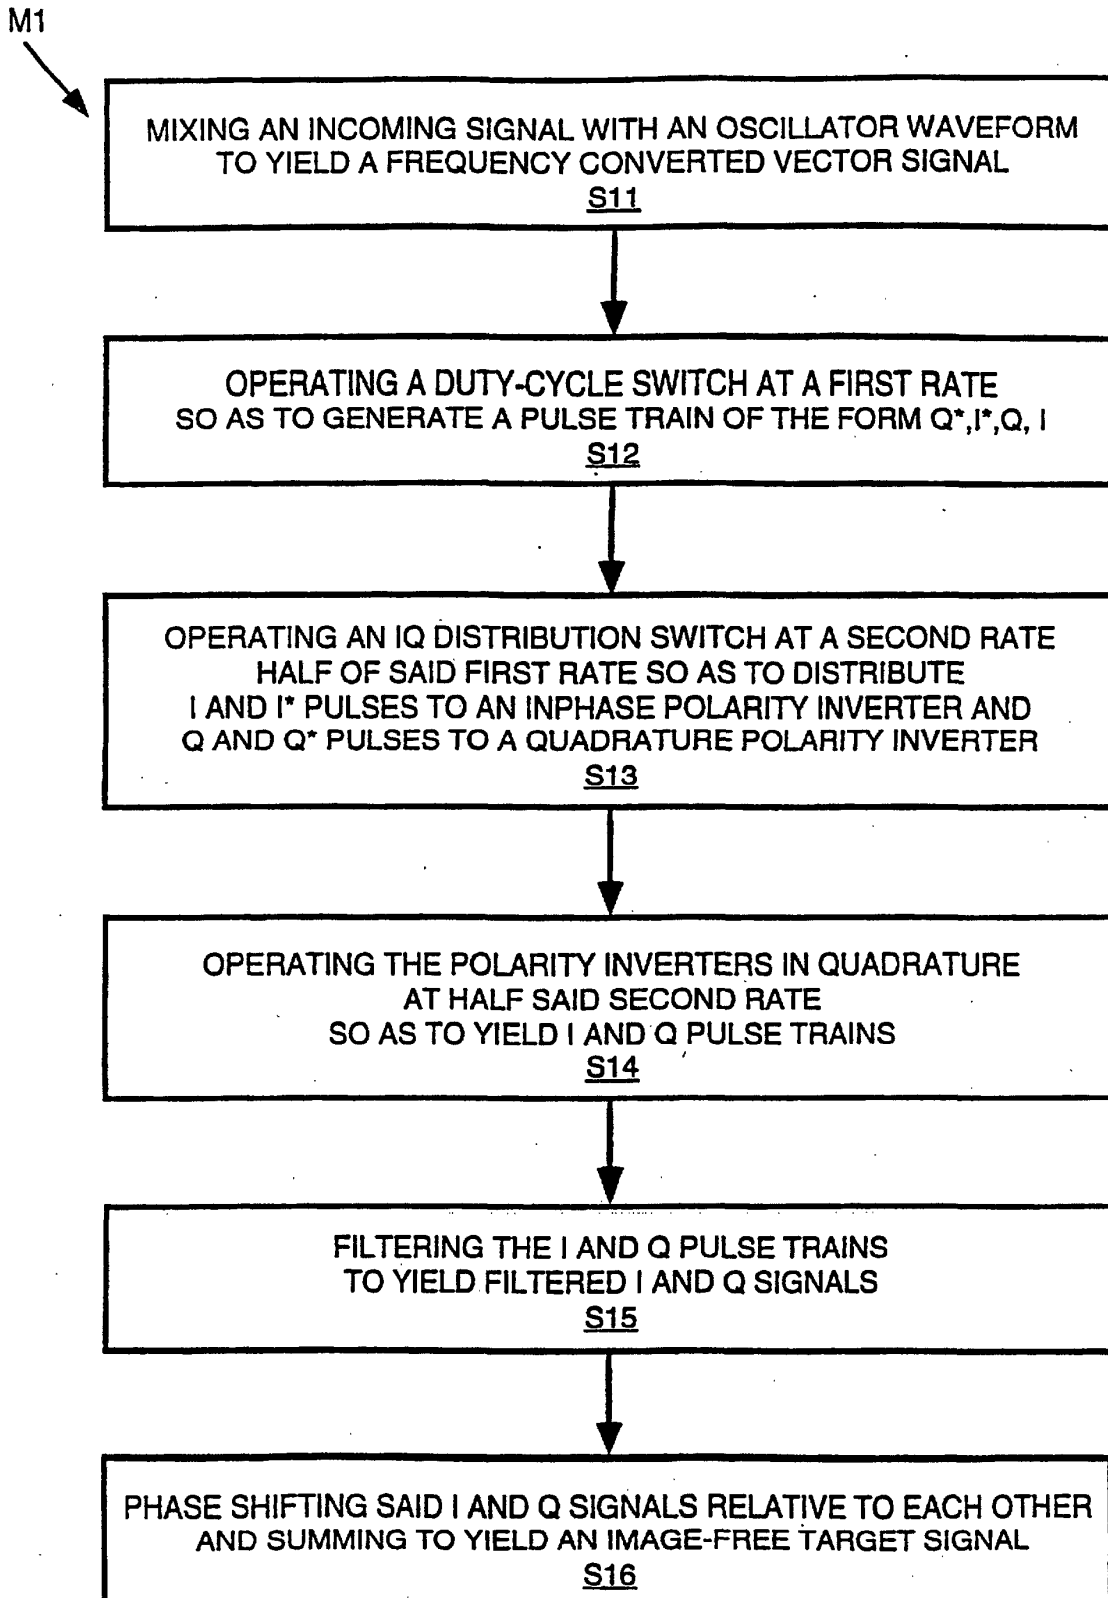 M1
MIXING AN INCOMING SIGNAL WITH AN OSCILLATOR WAVEFORM
TO YIELD A FREQUENCY CONVERTED VECTOR SIGNAL
S11
OPERATING A DUTY-CYCLE SWITCH AT A FIRST RATE
SO AS TO GENERATE A PULSE TRAIN OF THE FORM Q*,I*,Q, I
S12
OPERATING AN IQ DISTRIBUTION SWITCH AT A SECOND RATE
HALF OF SAID FIRST RATE SO AS TO DISTRIBUTE
I AND I* PULSES TO AN INPHASE POLARITY INVERTER AND
Q AND Q* PULSES TO A QUADRATURE POLARITY INVERTER
S13
OPERATING THE POLARITY INVERTERS IN QUADRATURE
AT HALF SAID SECOND RATE
SO AS TO YIELD I AND Q PULSE TRAINS
S14
FILTERING THE I AND Q PULSE TRAINS
TO YIELD FILTERED I AND Q SIGNALS
S15
PHASE SHIFTING SAID I AND Q SIGNALS RELATIVE TO EACH OTHER
AND SUMMING TO YIELD AN IMAGE-FREE TARGET SIGNAL
S16